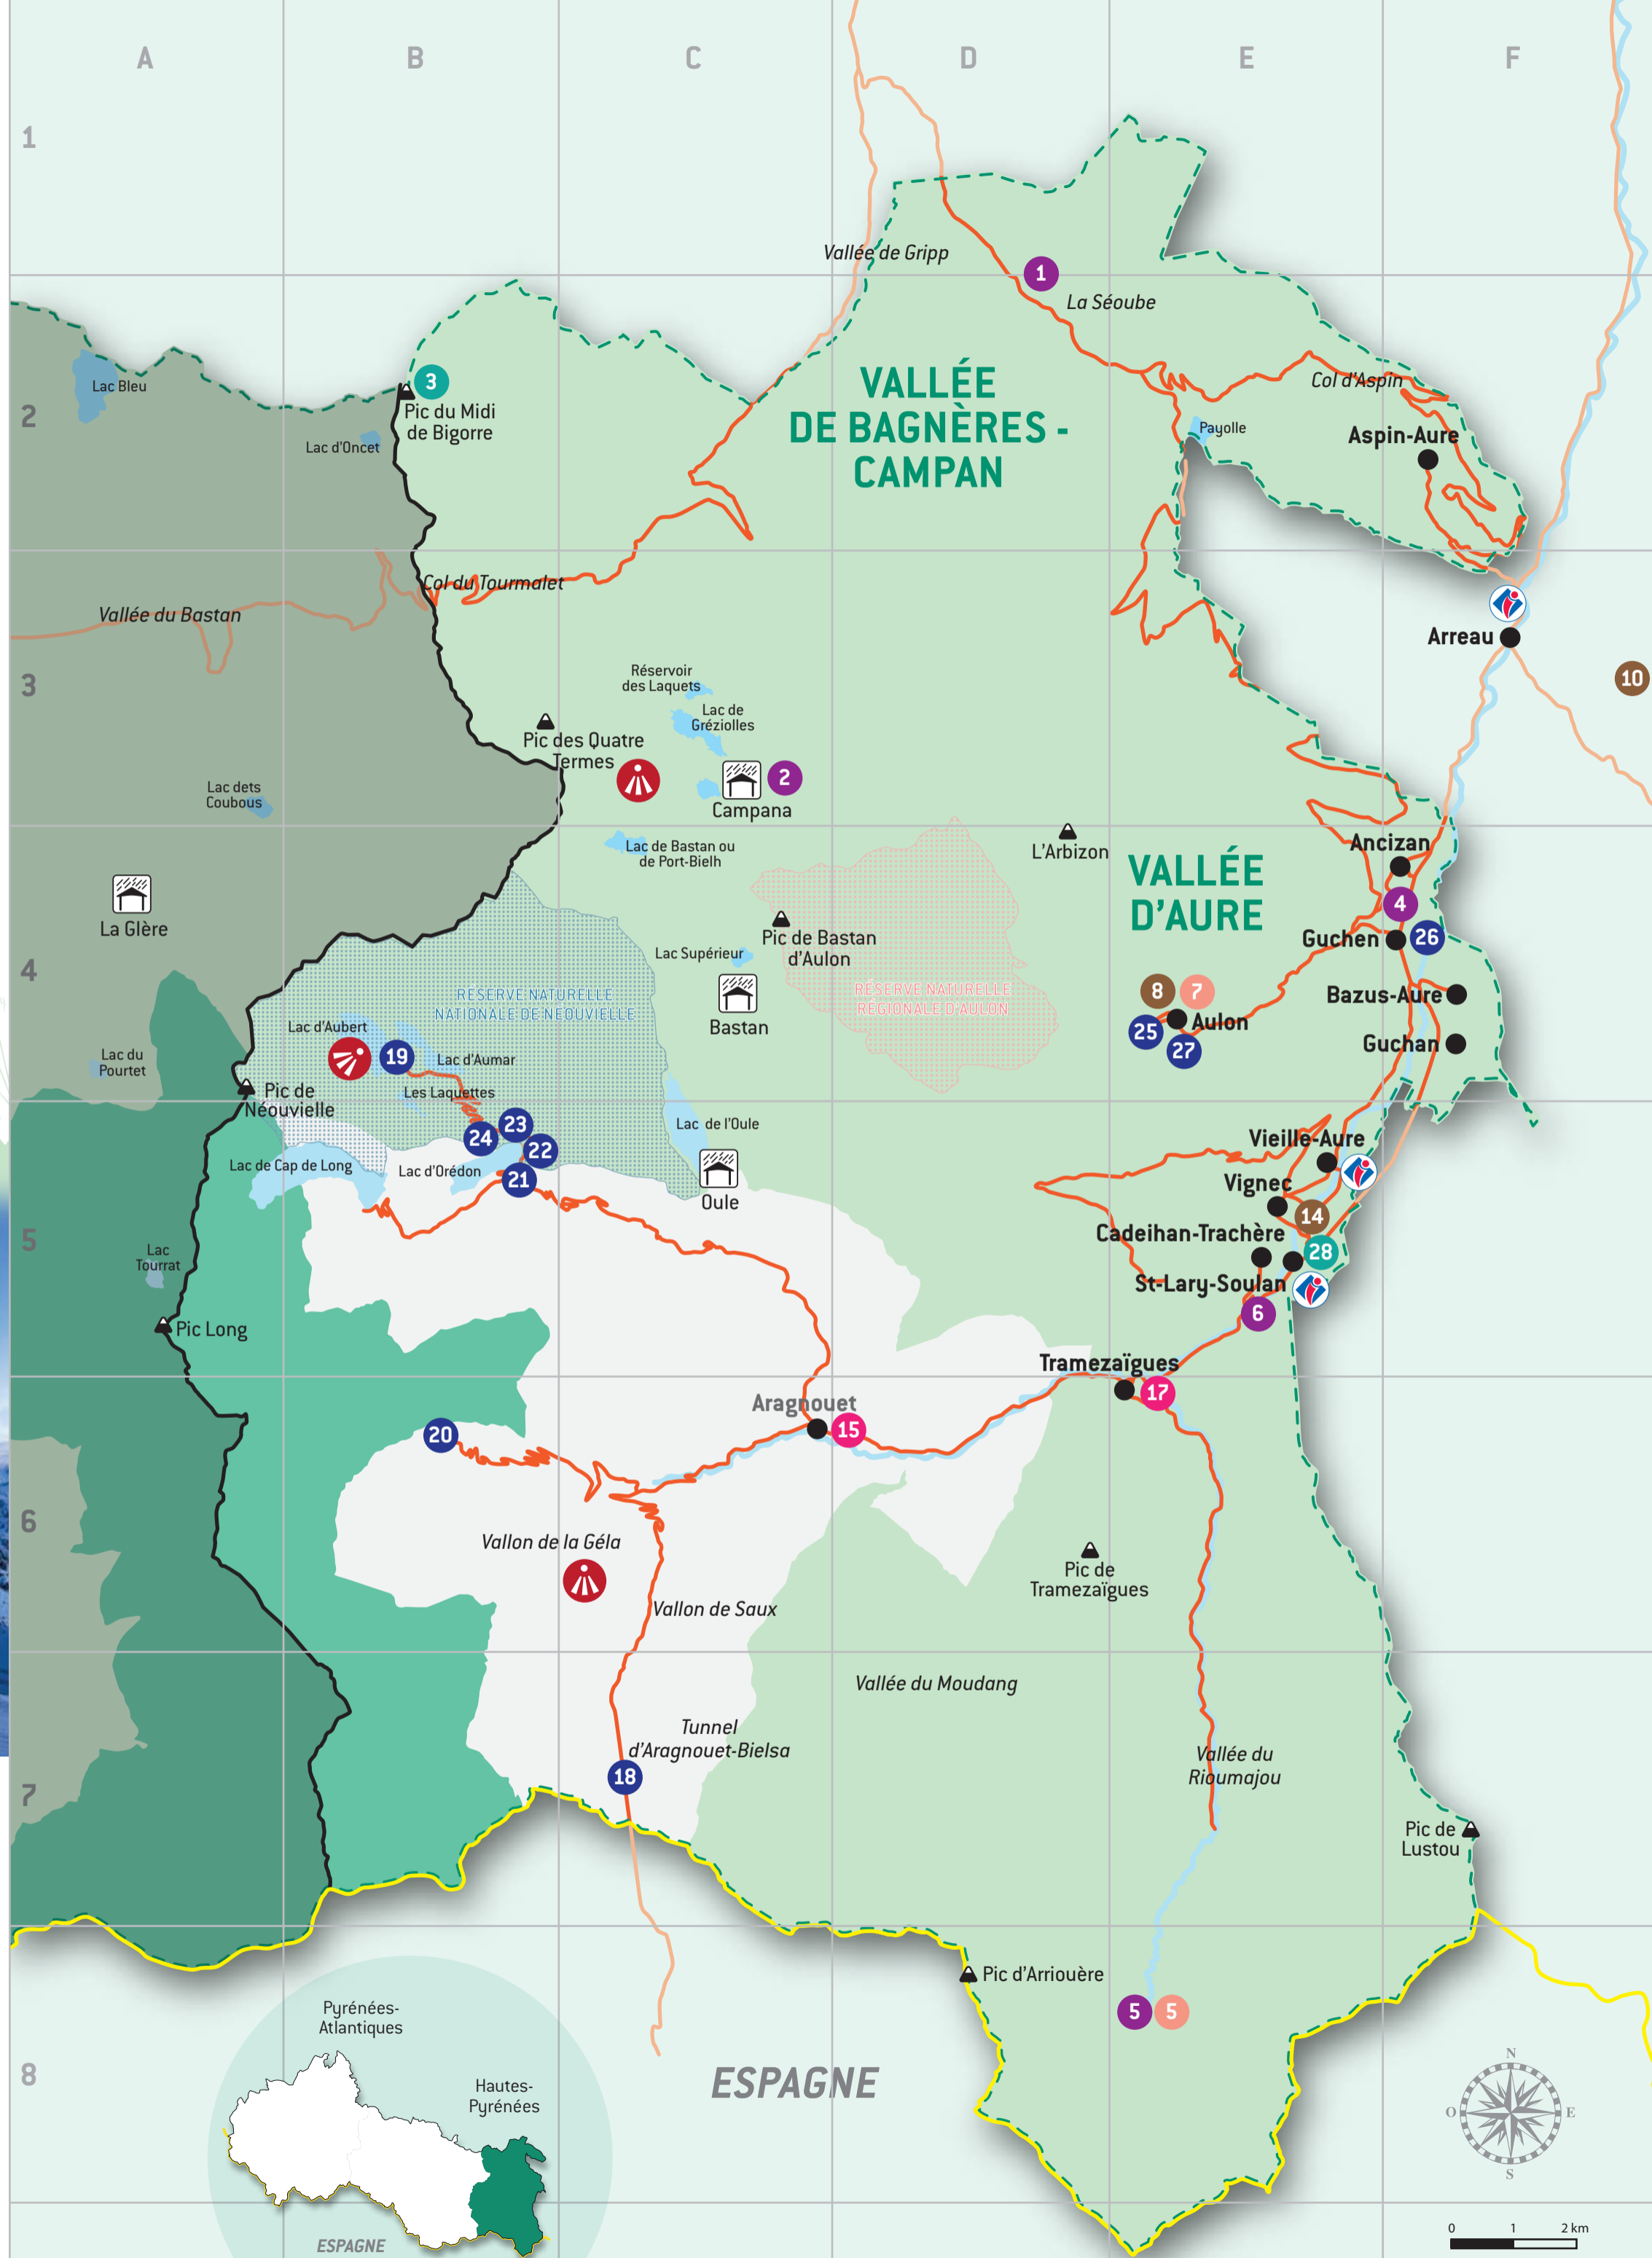 A
B
C
D
E
F
1
Vallée de Gripp
1
La Séoube
3
Pic du Midi
de Bigorre
Lac Bleu
Lac d'Oncet
2
VALLÉE
DE BAGNÈRES -
CAMPAN
Col d'Aspin
Payolle
Aspin-Aure
Col du Tourmalet
Vallée du Bastan
Arreau
3
10
Réservoir
des Laquets
Lac de
Gréziolles
Pic des Quatre
Termes
2
Campana
Lac dets
Coubous
Lac de Bastan ou
de Port-Bielh
L'Arbizon
Ancizan
VALLÉE
D'AURE
La Glère
4
Guchen
26
Pic de Bastan
d'Aulon
Lac Supérieur
4
RÉSERVE NATURELLE
NATIONALE DE NÉOUVIELLE
RÉSERVE NATURELLE
RÉGIONALE D'AULON
8
7
Bazus-Aure
Aulon
25
27
Guchan
Bastan
Lac d'Aubert
19
Lac d'Aumar
Lac du
Pourtet
Les Laquettes
Pic de
Néouvielle
23
24
22
21
Lac de l'Oule
Vieille-Aure
Lac de Cap de Long
Lac d'Orédon
Oule
Vignec
14
5
Cadeihan-Trachère
28
Lac
Tourrat
St-Lary-Soulan
6
Pic Long
Tramezaïgues
17
Aragnouet
15
20
6
Vallon de la Géla
Pic de
Tramezaïgues
Vallon de Saux
Vallée du Moudang
Tunnel
d'Aragnouet-Bielsa
18
Vallée du
Rioumajou
7
Pic de
Lustou
Pic d'Arriouère
5
5
Pyrénées-
Atlantiques
Hautes-
Pyrénées
8
ESPAGNE
N
O
E
S
ESPAGNE
0
1
2 km